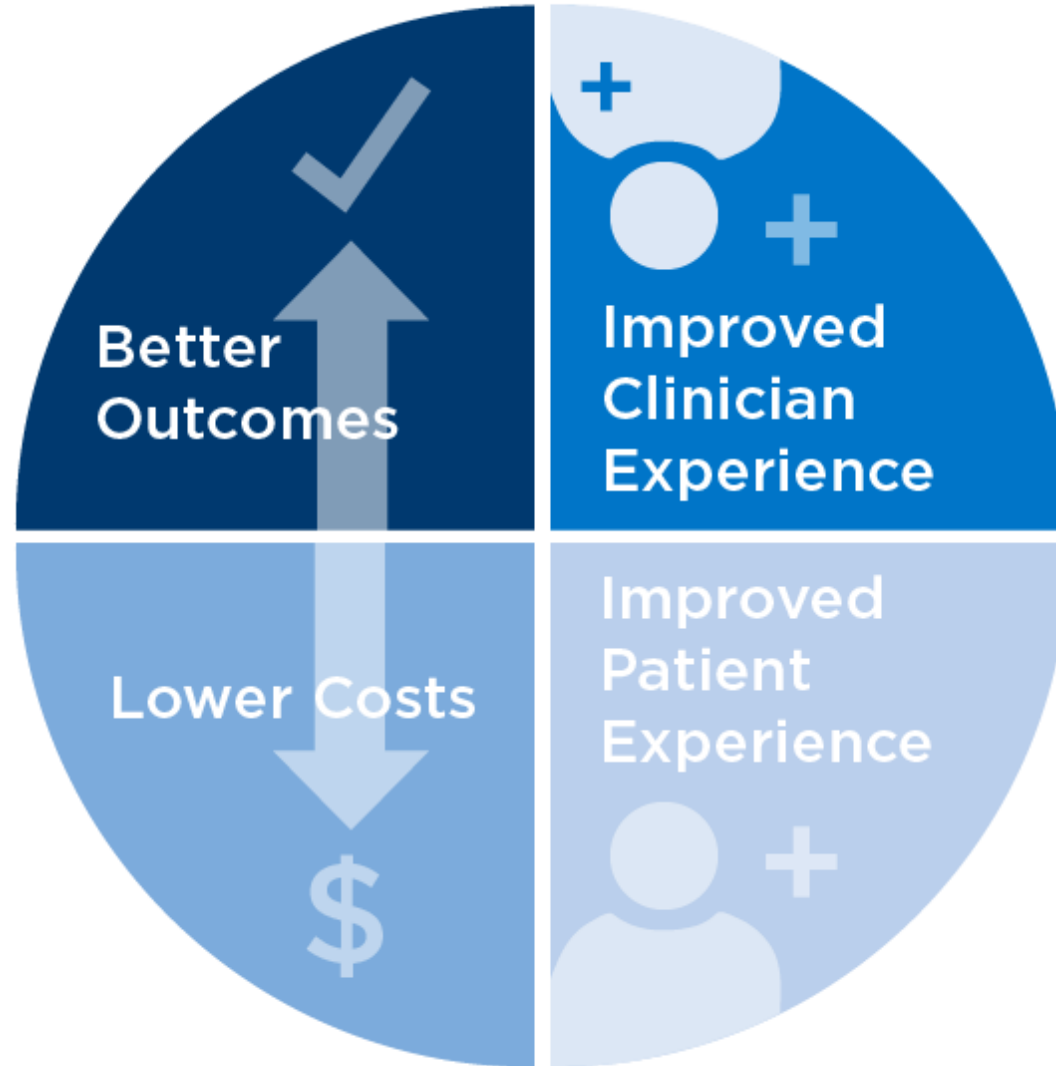 Better
Outcomes
Improved
Clinician
Experience
Lower Costs
$
Improved
Patient
Experience